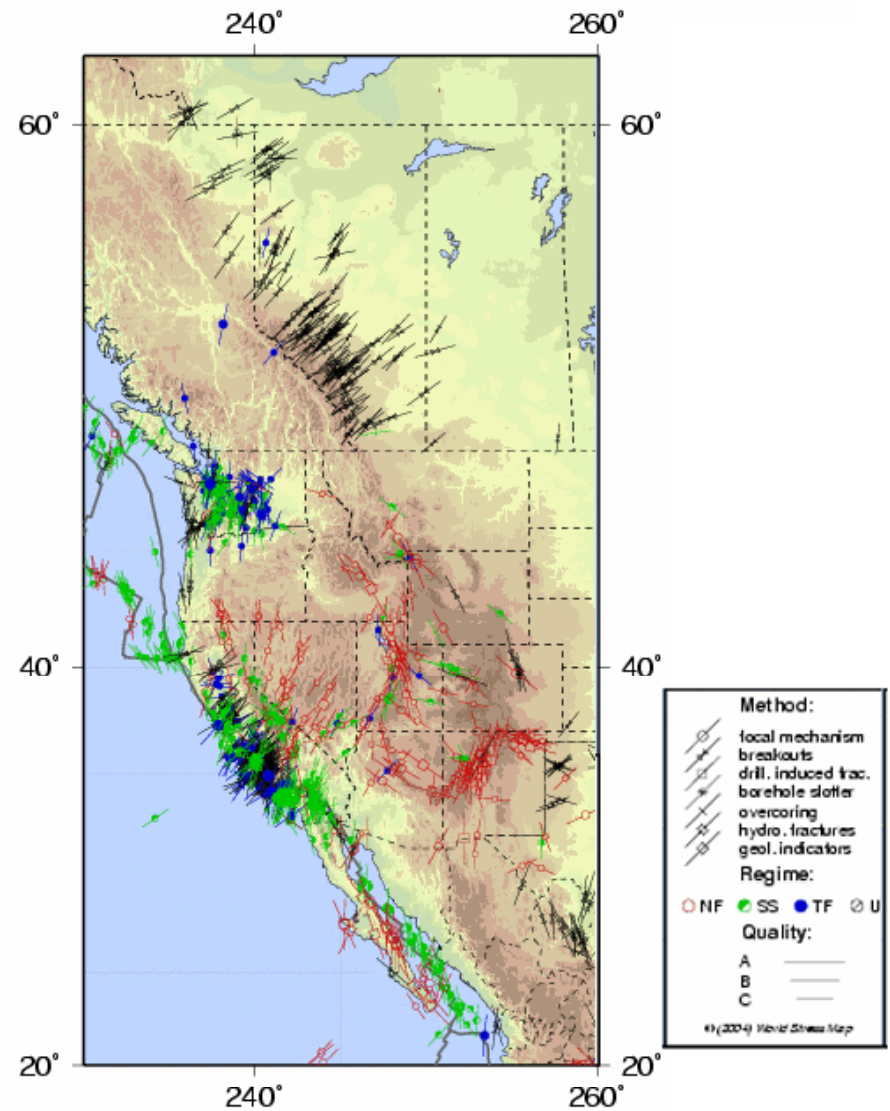 240° 260°
60° 60°
40° 40°
20° 20°
240° 260°
Method:
focal mechanism
breakouts
drill. induced frac.
borehole slotter
overcoring
hydro. fractures
geol. indicators
Regime:
NF SS TF U
Quality:
A
B
C
© (2004) World Stress Map